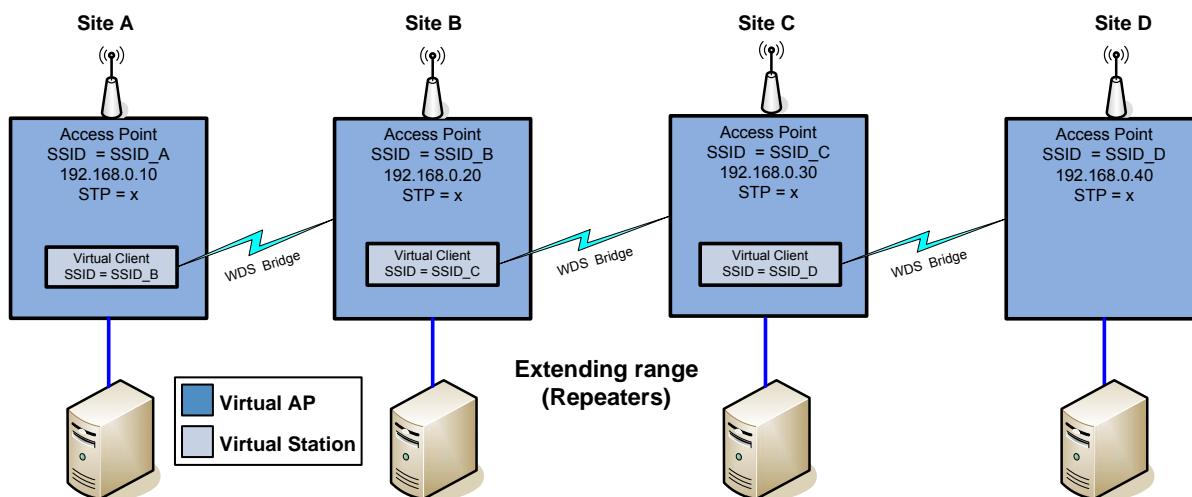 Site A
Site B
Site C
Site D
Access Point
SSID = SSID_A
192.168.0.10
STP = x
Virtual Client
SSID = SSID_B
WDS Bridge
Access Point
SSID = SSID_B
192.168.0.20
STP = x
Virtual Client
SSID = SSID_C
WDS Bridge
Access Point
SSID = SSID_C
192.168.0.30
STP = x
Virtual Client
SSID = SSID_D
WDS Bridge
Access Point
SSID = SSID_D
192.168.0.40
STP = x
Extending range
(Repeaters)
Virtual AP
Virtual Station